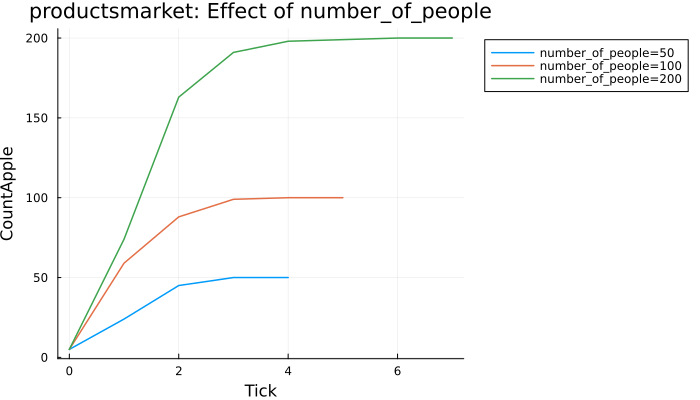 productsmarket: Effect of number_of_people
number_of_people=50
number_of_people=100
number_of_people=200
CountApple
200
150
100
50
0
0 2 4 6
Tick